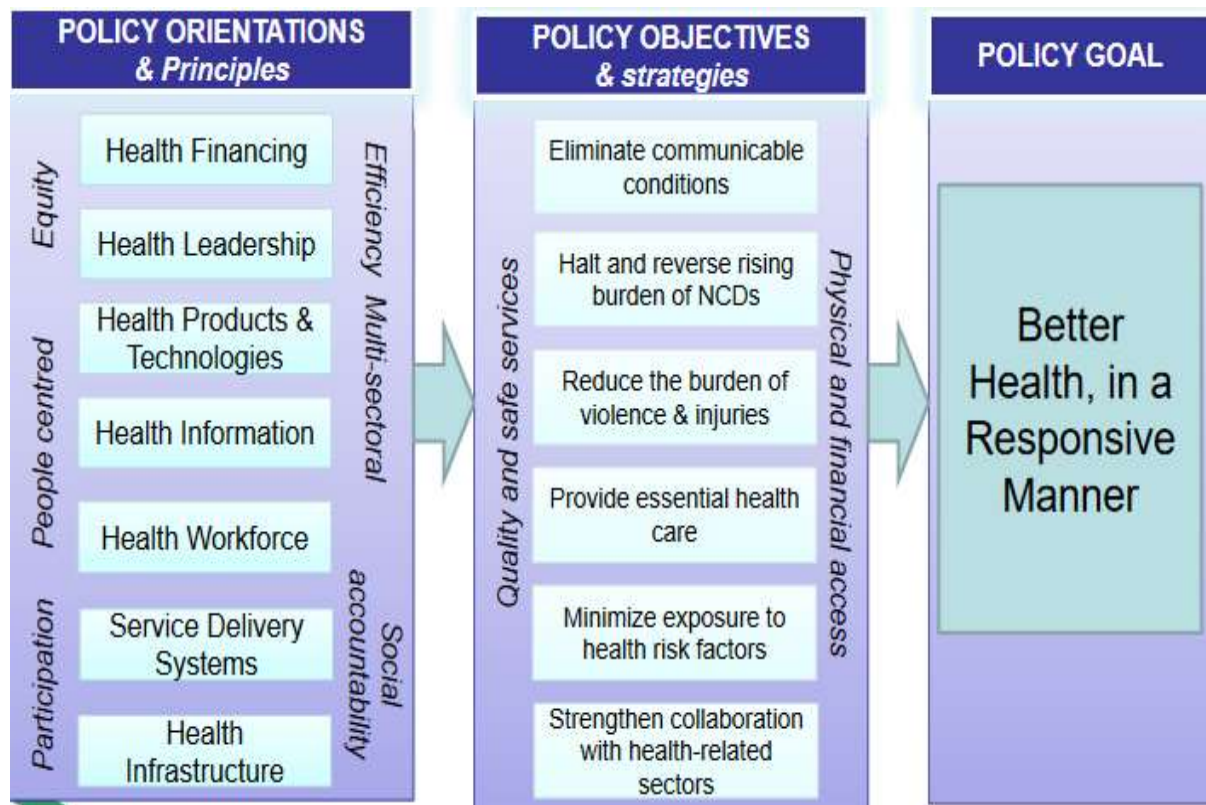 POLICY ORIENTATIONS
& Principles
Equity
People centred
Participation
Health Financing
Health Leadership
Health Products &
Technologies
Health Information
Health Workforce
Service Delivery
Systems
Health
Infrastructure
Efficiency
Multi-sectoral
Social
accountability
POLICY OBJECTIVES
& strategies
Quality and safe services
Eliminate communicable
conditions
Halt and reverse rising
burden of NCDs
Reduce the burden of
violence & injuries
Provide essential health
care
Minimize exposure to
health risk factors
Strengthen collaboration
with health-related
sectors
Physical and financial access
POLICY GOAL
Better
Health, in a
Responsive
Manner